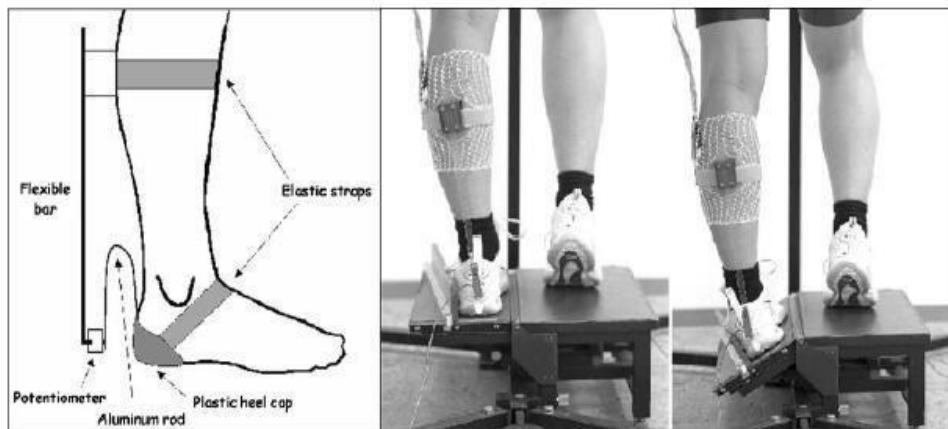 Flexible
bar
Elastic straps
Potentiometer
Aluminum rod
Plastic heel cap